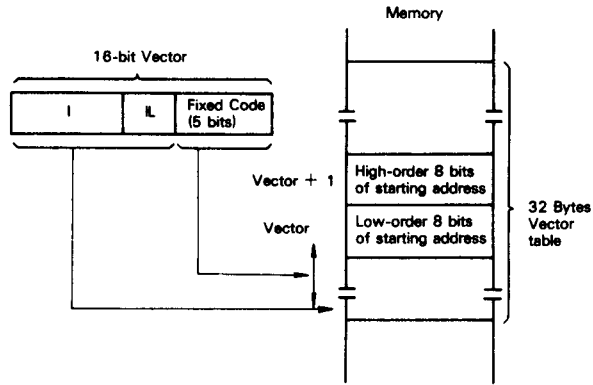 Memory
16-bit Vector
I
IL
Fixed Code
(5 bits)
Vector + 1
High-order 8 bits
of starting address
Vector
Low-order 8 bits
of starting address
32 Bytes
Vector
table